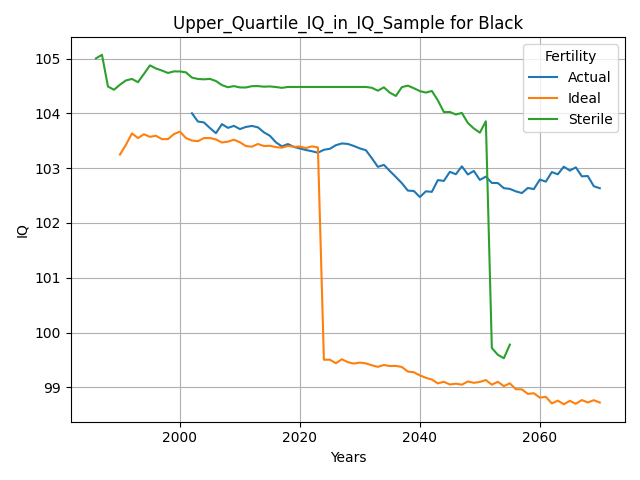 Upper_Quartile_IQ_in_IQ_Sample for Black
Fertility
Actual
Ideal
Sterile
105
104
103
102
101
100
99
IQ
2000
2020
2040
2060
Years